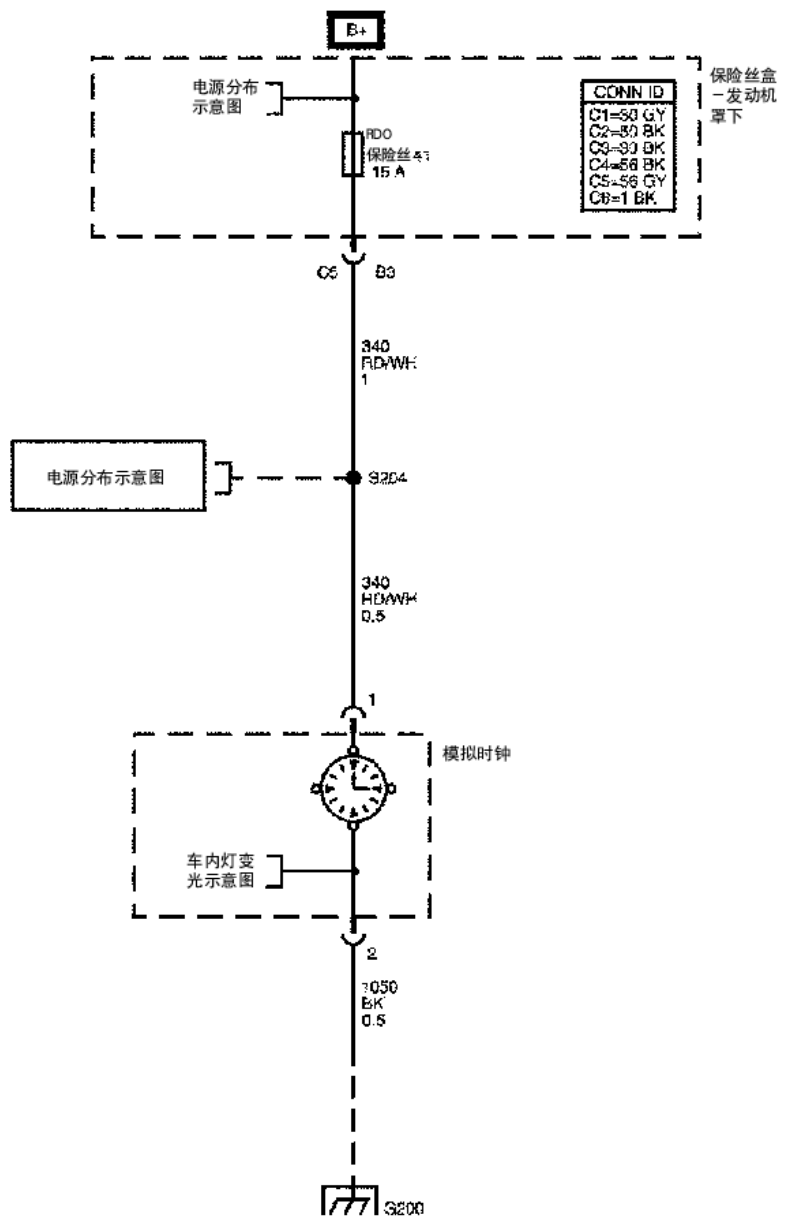 B+
电源分布
示意图
RDO
保险丝
15 A
CONN ID
C1=30 GY
C2=80 BK
C3=80 BK
C4=56 BK
C5=56 GY
C6=1 BK
保险丝盒
－发动机
罩下
B3
340
RD/WH
1
电源分布示意图
S204
340
RD/WH
0.5
1
模拟时钟
车内灯变
光示意图
2
1050
BK
0.5
G200